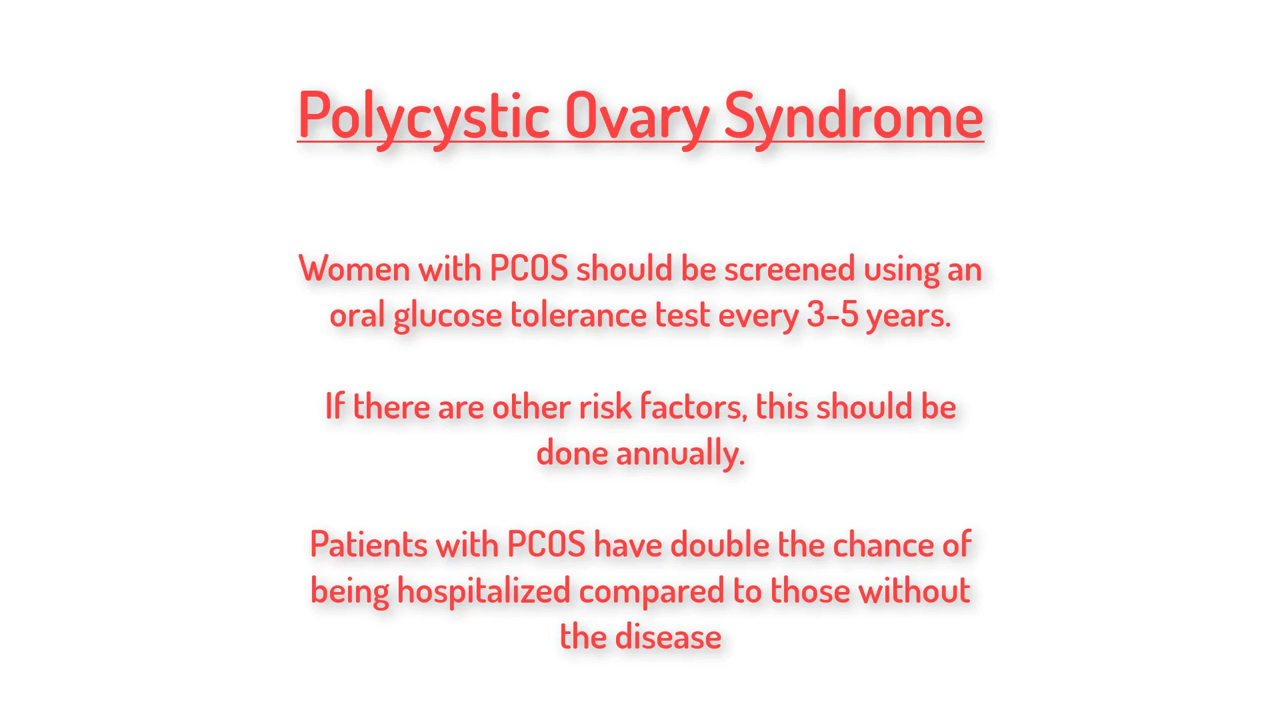 Polycystic Ovary Syndrome
Women with PCOS should be screened using an
oral glucose tolerance test every 3-5 years.
If there are other risk factors, this should be
done annually.
Patients with PCOS have double the chance of
being hospitalized compared to those without
the disease